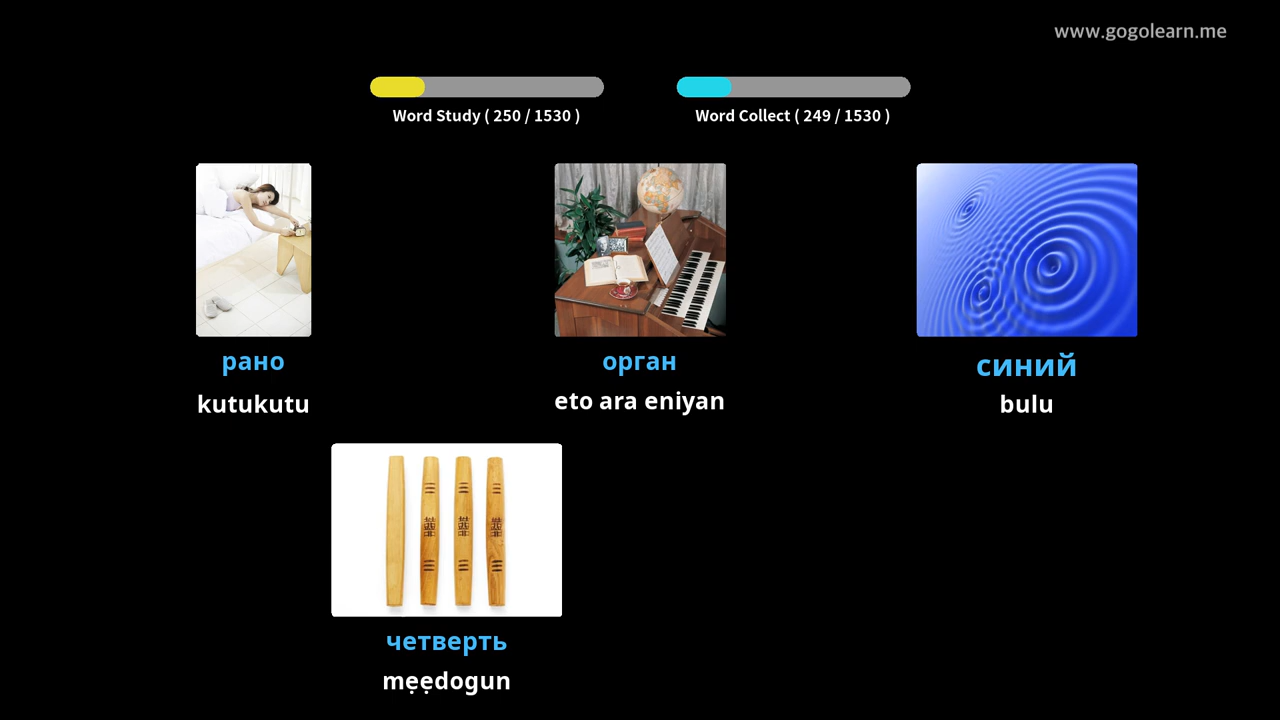 www.gogolearn.me
Word Study ( 250 / 1530 )
Word Collect ( 249 / 1530 )
рано
орган
синий
kutukutu
eto ara eniyan
bulu
четверть
mẹẹdogun